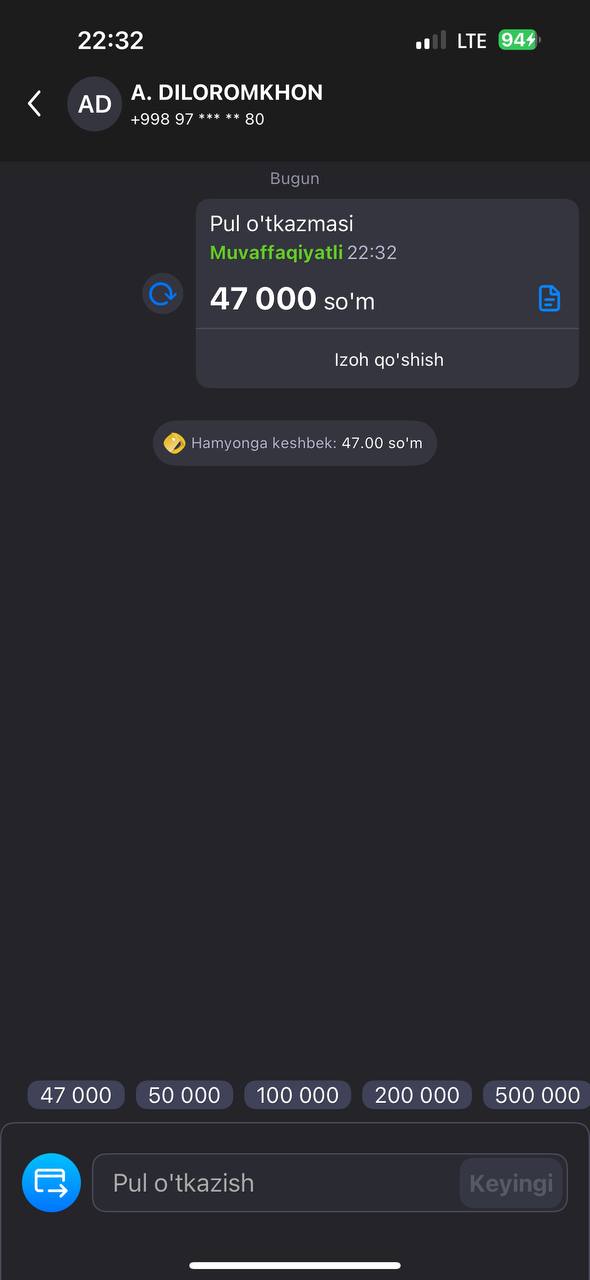 22:32
LTE
94
AD
A. DILOROMKHON
+998 97 *** ** 80
Bugun
Pul o'tkazmasi
Muvaffaqiyatli 22:32
47 000 so'm
Izoh qo'shish
Hamyonga keshbek: 47.00 so'm
47 000
50 000
100 000
200 000
500 000
Pul o'tkazish
Keyingi